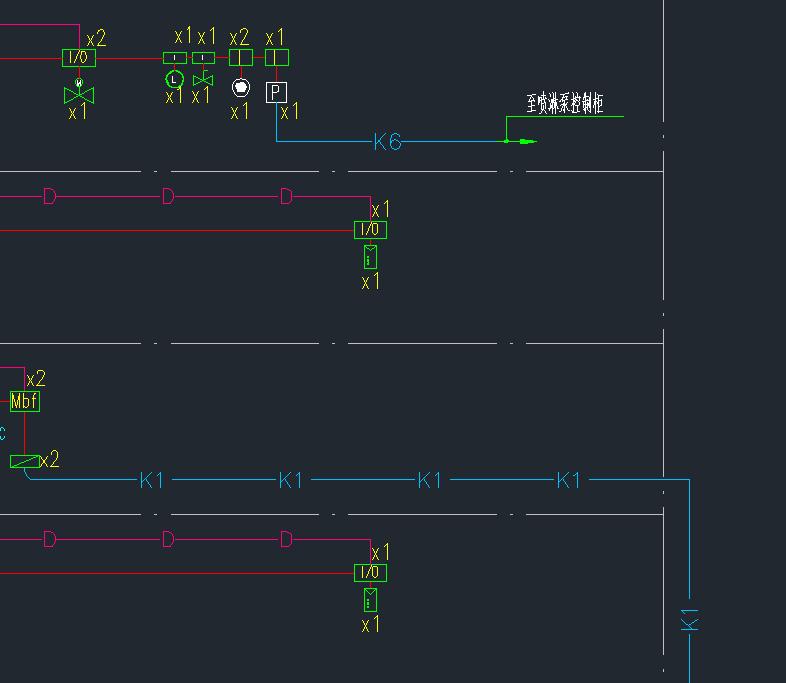 x2 x1 x1 x2 x1
I/O I I
M L P
x1 x1 x1 x1 x1
至喷淋泵控制柜
K6
D D D
x1
I/O
x1
x2
Mbf
x2
K1 K1 K1 K1
D D D
x1
I/O
x1
K1